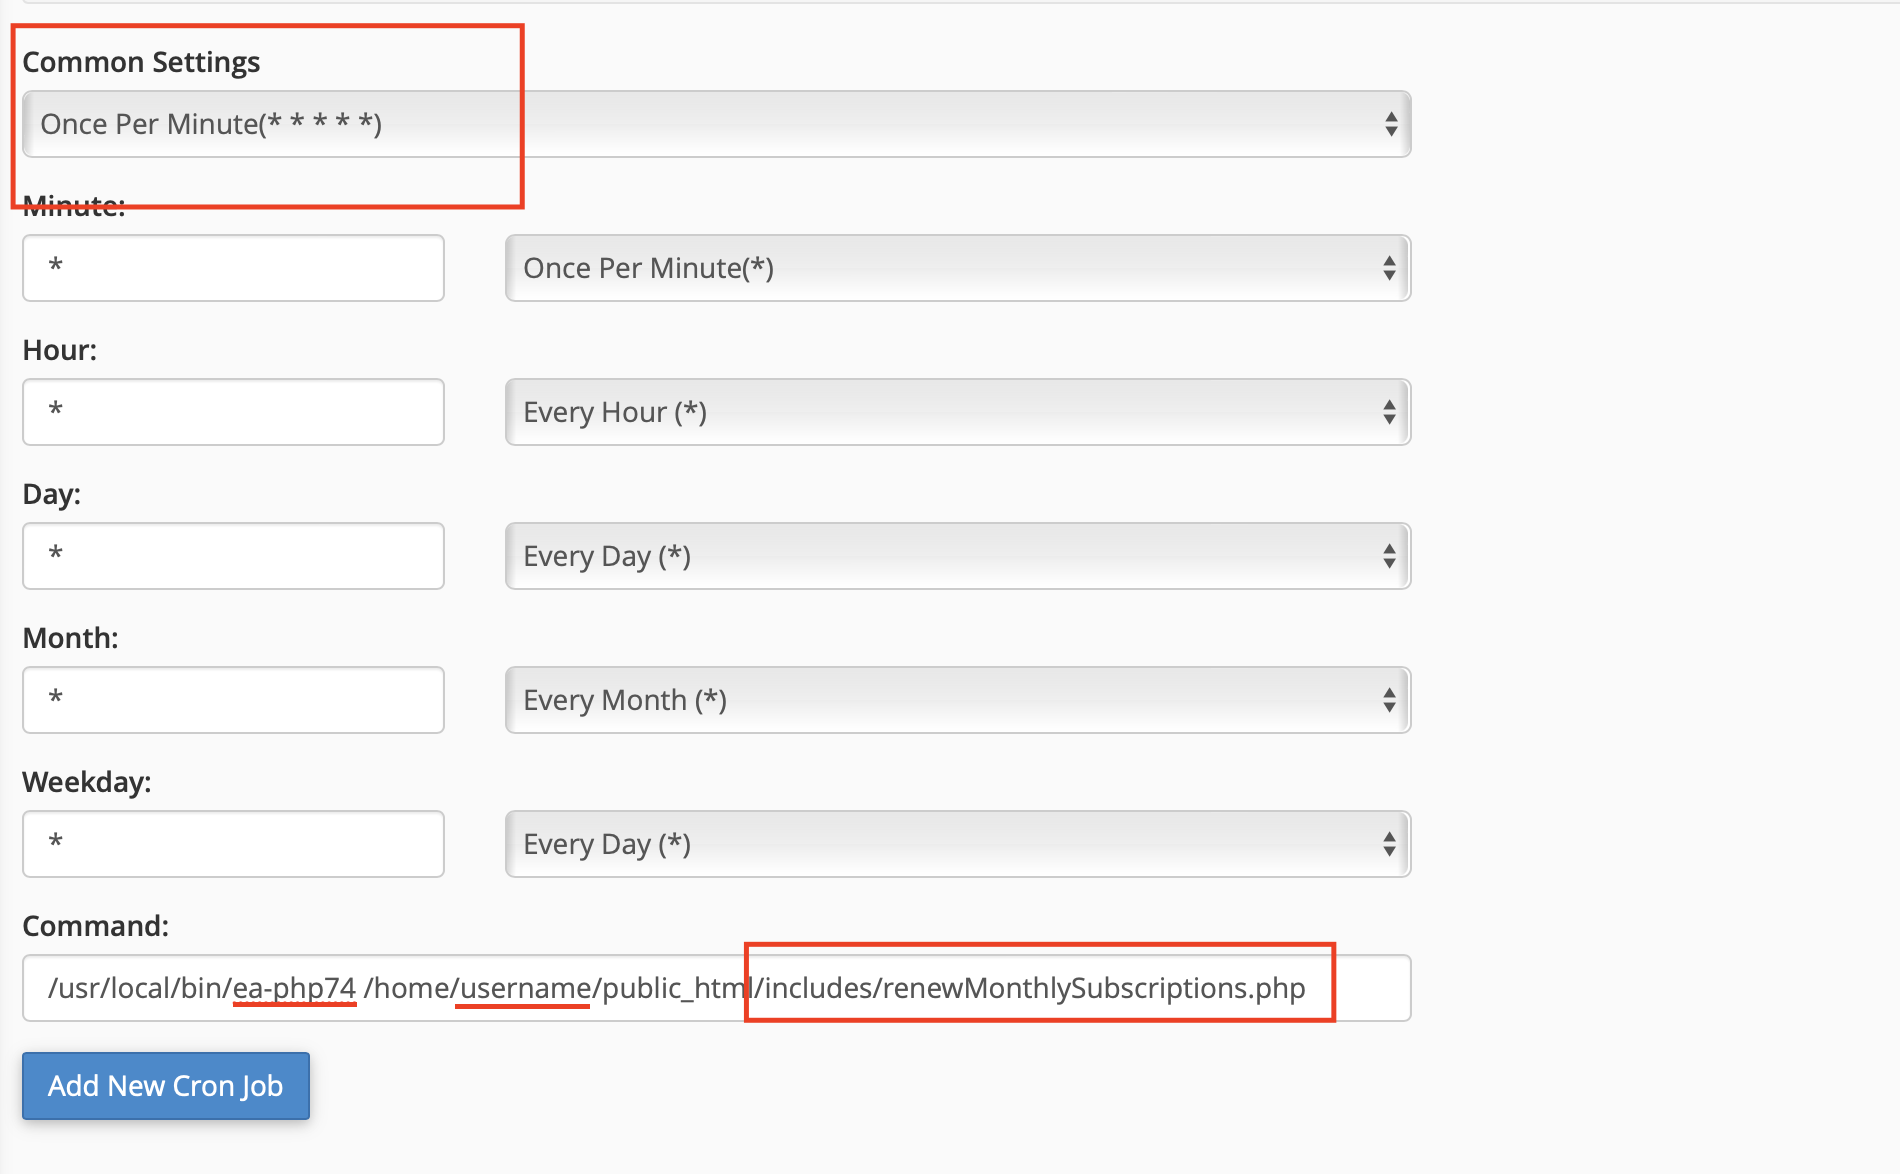 Common Settings
Once Per Minute(* * * * *)
Minute:
*
Once Per Minute(*)
Hour:
*
Every Hour (*)
Day:
*
Every Day (*)
Month:
*
Every Month (*)
Weekday:
*
Every Day (*)
Command:
/usr/local/bin/ea-php74 /home/username/public_html/includes/renewMonthlySubscriptions.php
Add New Cron Job